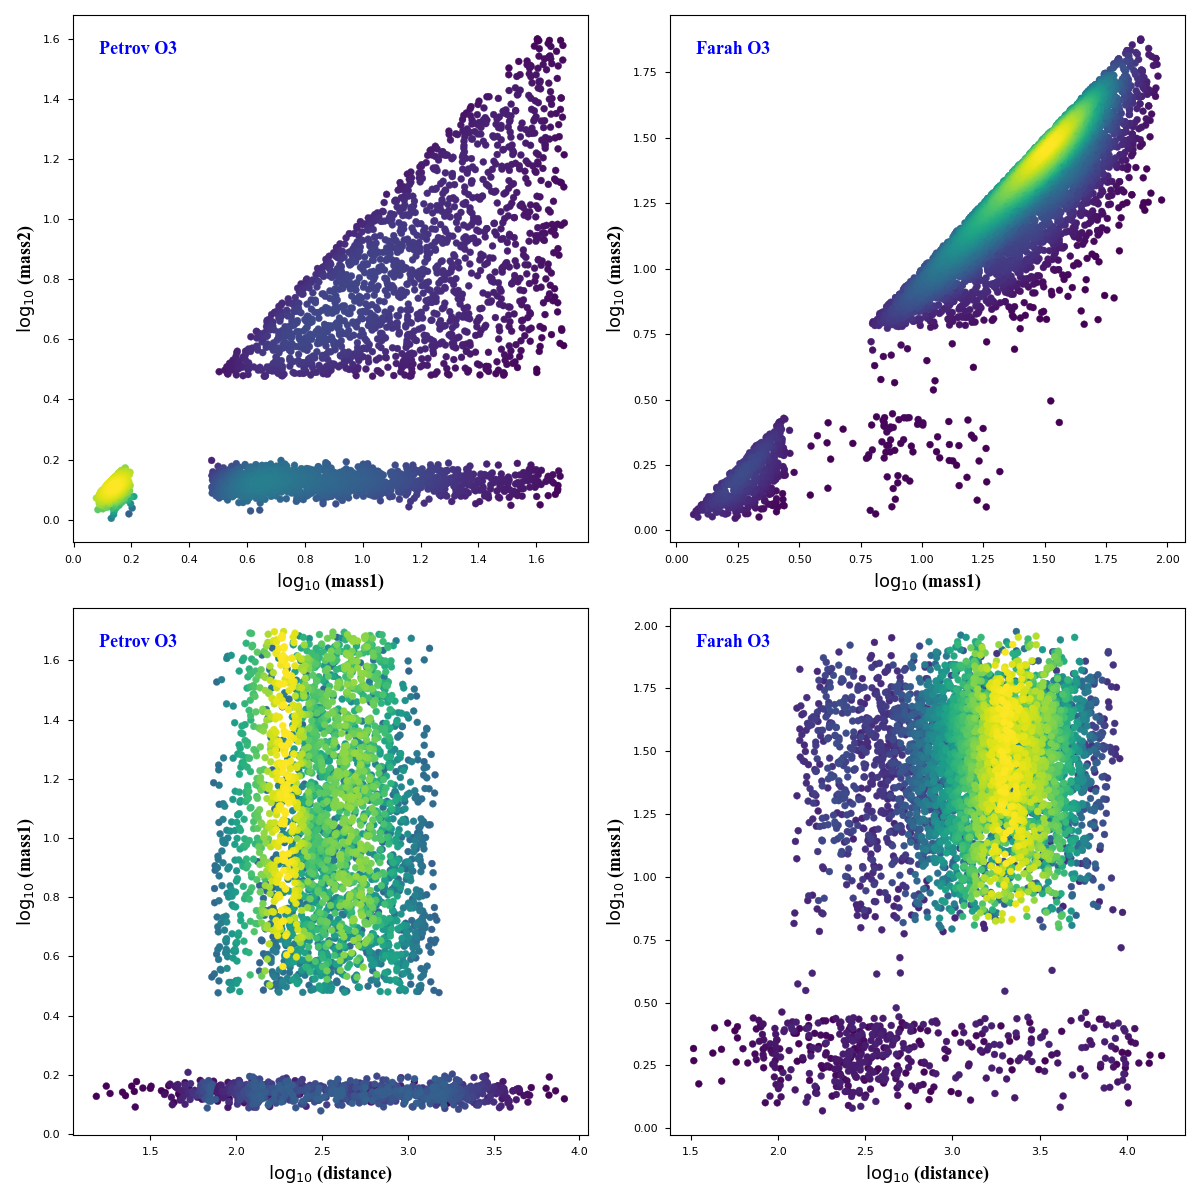 Petrov O3
1.6
1.4
1.2
1.0
0.8
0.6
0.4
0.2
0.0
log10 (mass2)
0.0 0.2 0.4 0.6 0.8 1.0 1.2 1.4 1.6
log10 (mass1)
Farah O3
1.75
1.50
1.25
1.00
0.75
0.50
0.25
0.00
log10 (mass2)
0.00 0.25 0.50 0.75 1.00 1.25 1.50 1.75 2.00
log10 (mass1)
Petrov O3
1.6
1.4
1.2
1.0
0.8
0.6
0.4
0.2
0.0
log10 (mass1)
1.5 2.0 2.5 3.0 3.5 4.0
log10 (distance)
Farah O3
2.00
1.75
1.50
1.25
1.00
0.75
0.50
0.25
0.00
log10 (mass1)
1.5 2.0 2.5 3.0 3.5 4.0
log10 (distance)